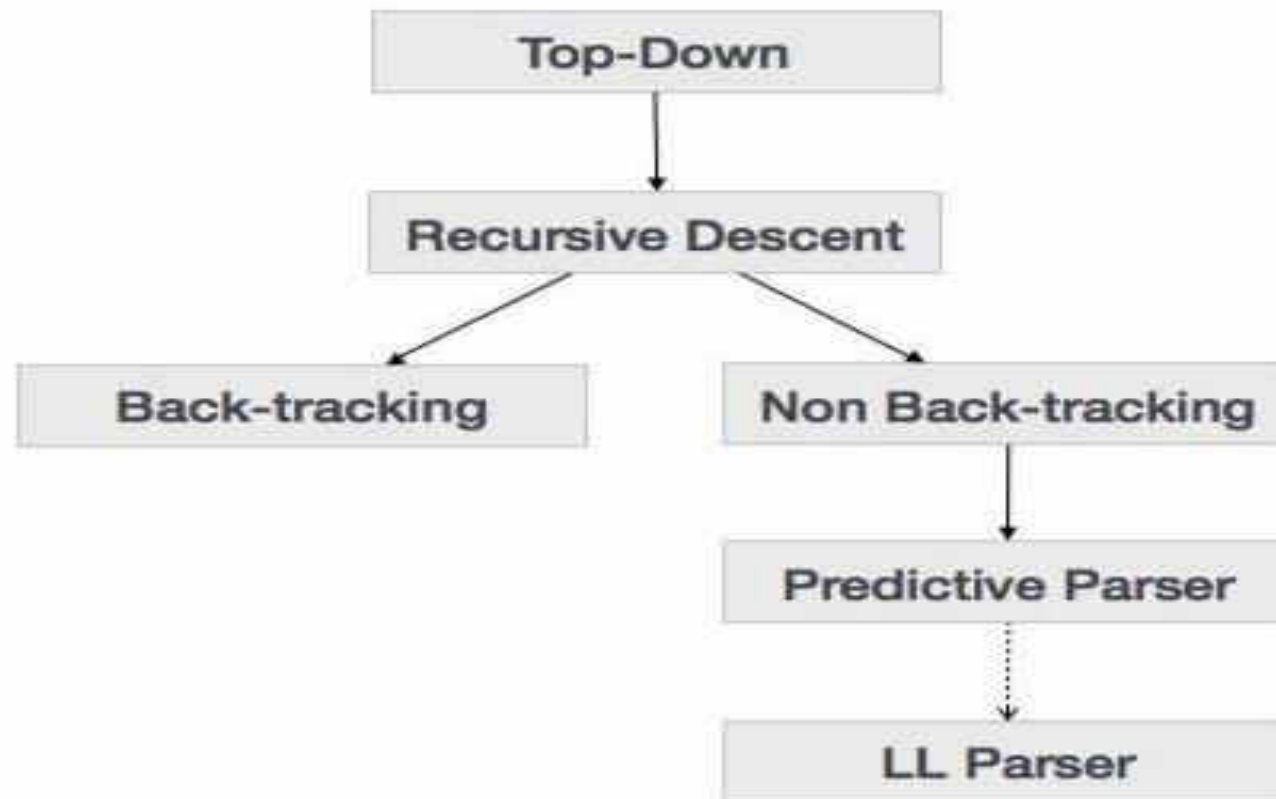 Top-Down
Recursive Descent
Back-tracking
Non Back-tracking
Predictive Parser
LL Parser